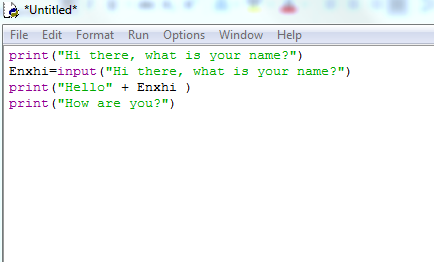 *Untitled*
File Edit Format Run Options Window Help
print("Hi there, what is your name?")
Enxhi=input("Hi there, what is your name?")
print("Hello" + Enxhi )
print("How are you?")